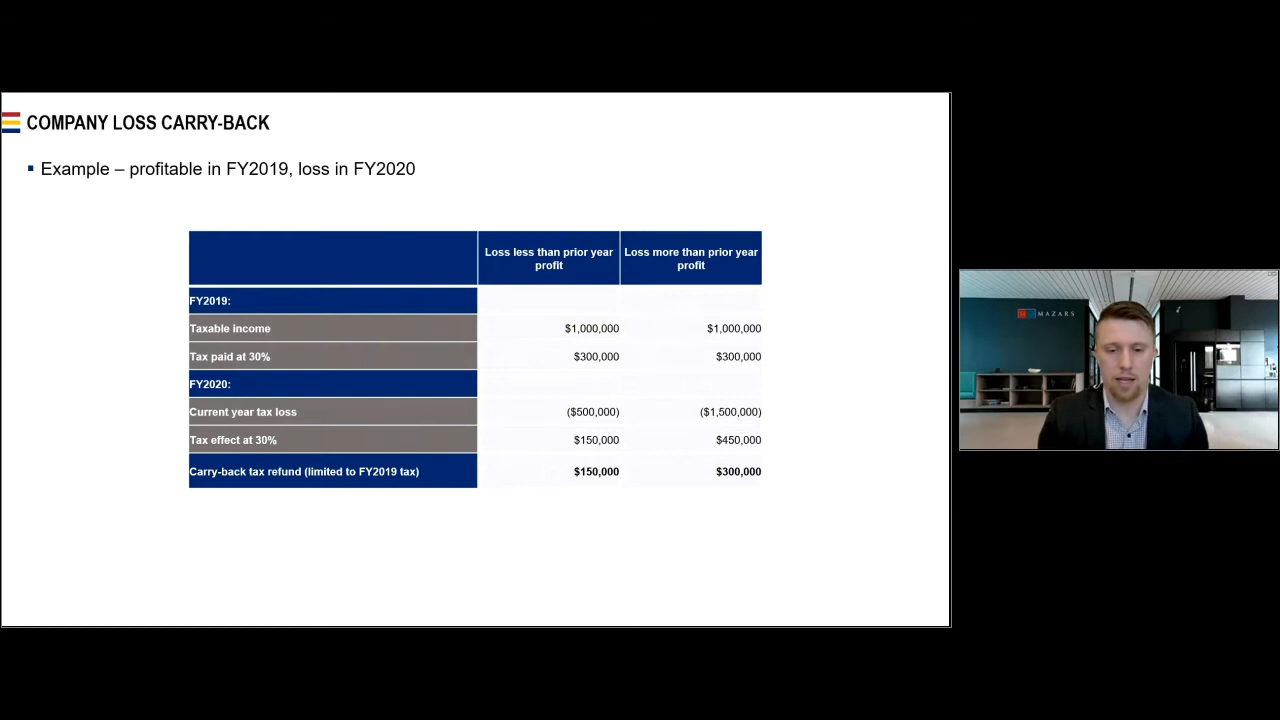 COMPANY LOSS CARRY-BACK
▪ Example – profitable in FY2019, loss in FY2020
Loss less than prior year profit
Loss more than prior year profit
FY2019:
Taxable income $1,000,000 $1,000,000
Tax paid at 30% $300,000 $300,000
FY2020:
Current year tax loss ($500,000) ($1,500,000)
Tax effect at 30% $150,000 $450,000
Carry-back tax refund (limited to FY2019 tax) $150,000 $300,000
MAZARS